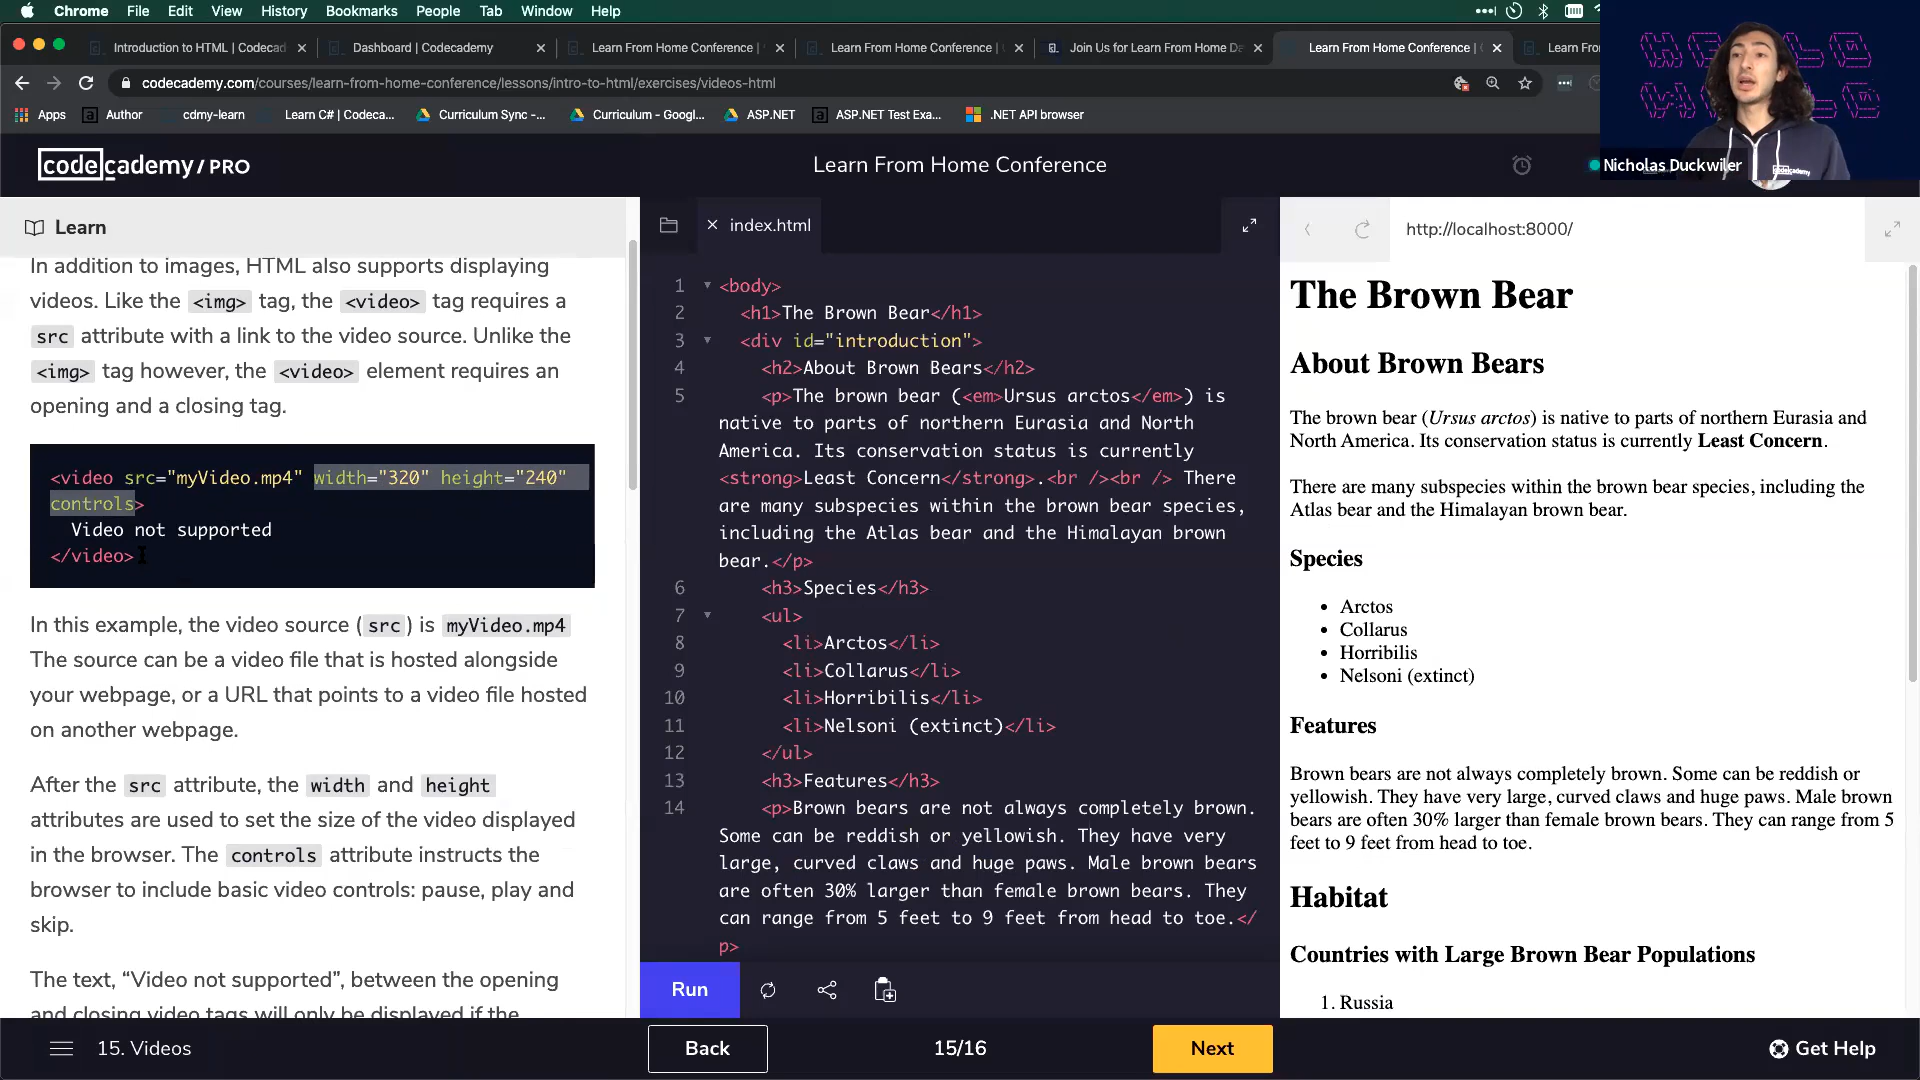 Chrome File Edit View History Bookmarks People Tab Window Help
Introduction to HTML | Codecad
Dashboard | Codecademy
Learn From Home Conference |
Learn From Home Conference |
Join Us for Learn From Home Da
Learn From Home Conference |
Learn From
codecademy.com/courses/learn-from-home-conference/lessons/intro-to-html/exercises/videos-html
Apps Author cdmy-learn Learn C# | Codeca... Curriculum Sync -... Curriculum - Googl... ASP.NET ASP.NET Test Exa... .NET API browser
Nicholas Duckwiler
codecademy / PRO
Learn From Home Conference
Learn
In addition to images, HTML also supports displaying
videos. Like the <img> tag, the <video> tag requires a
src attribute with a link to the video source. Unlike the
<img> tag however, the <video> element requires an
opening and a closing tag.
<video src="myVideo.mp4" width="320" height="240"
controls>
Video not supported
</video>
In this example, the video source ( src ) is myVideo.mp4
The source can be a video file that is hosted alongside
your webpage, or a URL that points to a video file hosted
on another webpage.
After the src attribute, the width and height
attributes are used to set the size of the video displayed
in the browser. The controls attribute instructs the
browser to include basic video controls: pause, play and
skip.
The text, “Video not supported”, between the opening
and closing video tags will only be displayed if the
index.html
1 <body>
2 <h1>The Brown Bear</h1>
3 <div id="introduction">
4 <h2>About Brown Bears</h2>
5 <p>The brown bear (<em>Ursus arctos</em>) is
native to parts of northern Eurasia and North
America. Its conservation status is currently
<strong>Least Concern</strong>.<br /><br /> There
are many subspecies within the brown bear species,
including the Atlas bear and the Himalayan brown
bear.</p>
6 <h3>Species</h3>
7 <ul>
8 <li>Arctos</li>
9 <li>Collarus</li>
10 <li>Horribilis</li>
11 <li>Nelsoni (extinct)</li>
12 </ul>
13 <h3>Features</h3>
14 <p>Brown bears are not always completely brown.
Some can be reddish or yellowish. They have very
large, curved claws and huge paws. Male brown bears
are often 30% larger than female brown bears. They
can range from 5 feet to 9 feet from head to toe.</
p>
Run
http://localhost:8000/
The Brown Bear
About Brown Bears
The brown bear (Ursus arctos) is native to parts of northern Eurasia and
North America. Its conservation status is currently Least Concern.
There are many subspecies within the brown bear species, including the
Atlas bear and the Himalayan brown bear.
Species
• Arctos
• Collarus
• Horribilis
• Nelsoni (extinct)
Features
Brown bears are not always completely brown. Some can be reddish or
yellowish. They have very large, curved claws and huge paws. Male brown
bears are often 30% larger than female brown bears. They can range from 5
feet to 9 feet from head to toe.
Habitat
Countries with Large Brown Bear Populations
1. Russia
15. Videos
Back
15/16
Next
Get Help